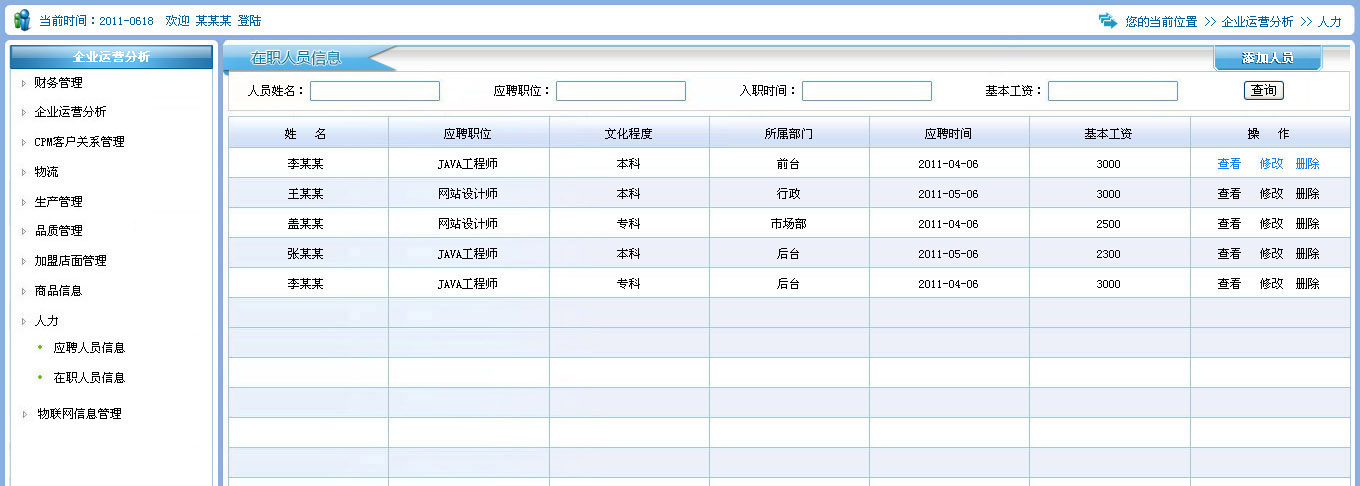 当前时间：2011-0618 欢迎 某某某 登陆 您的当前位置 >> 企业运营分析 >> 人力
企业运营分析
财务管理
企业运营分析
CPM客户关系管理
物流
生产管理
品质管理
加盟店面管理
商品信息
人力
应聘人员信息
在职人员信息
物联网信息管理
在职人员信息 添加人员
人员姓名： 应聘职位： 入职时间： 基本工资： 查询
姓 名 应聘职位 文化程度 所属部门 应聘时间 基本工资 操 作
李某某 JAVA工程师 本科 前台 2011-04-06 3000 查看 修改 删除
王某某 网站设计师 本科 行政 2011-05-06 3000 查看 修改 删除
盖某某 网站设计师 专科 市场部 2011-04-06 2500 查看 修改 删除
张某某 JAVA工程师 本科 后台 2011-05-06 2300 查看 修改 删除
李某某 JAVA工程师 专科 后台 2011-04-06 3000 查看 修改 删除